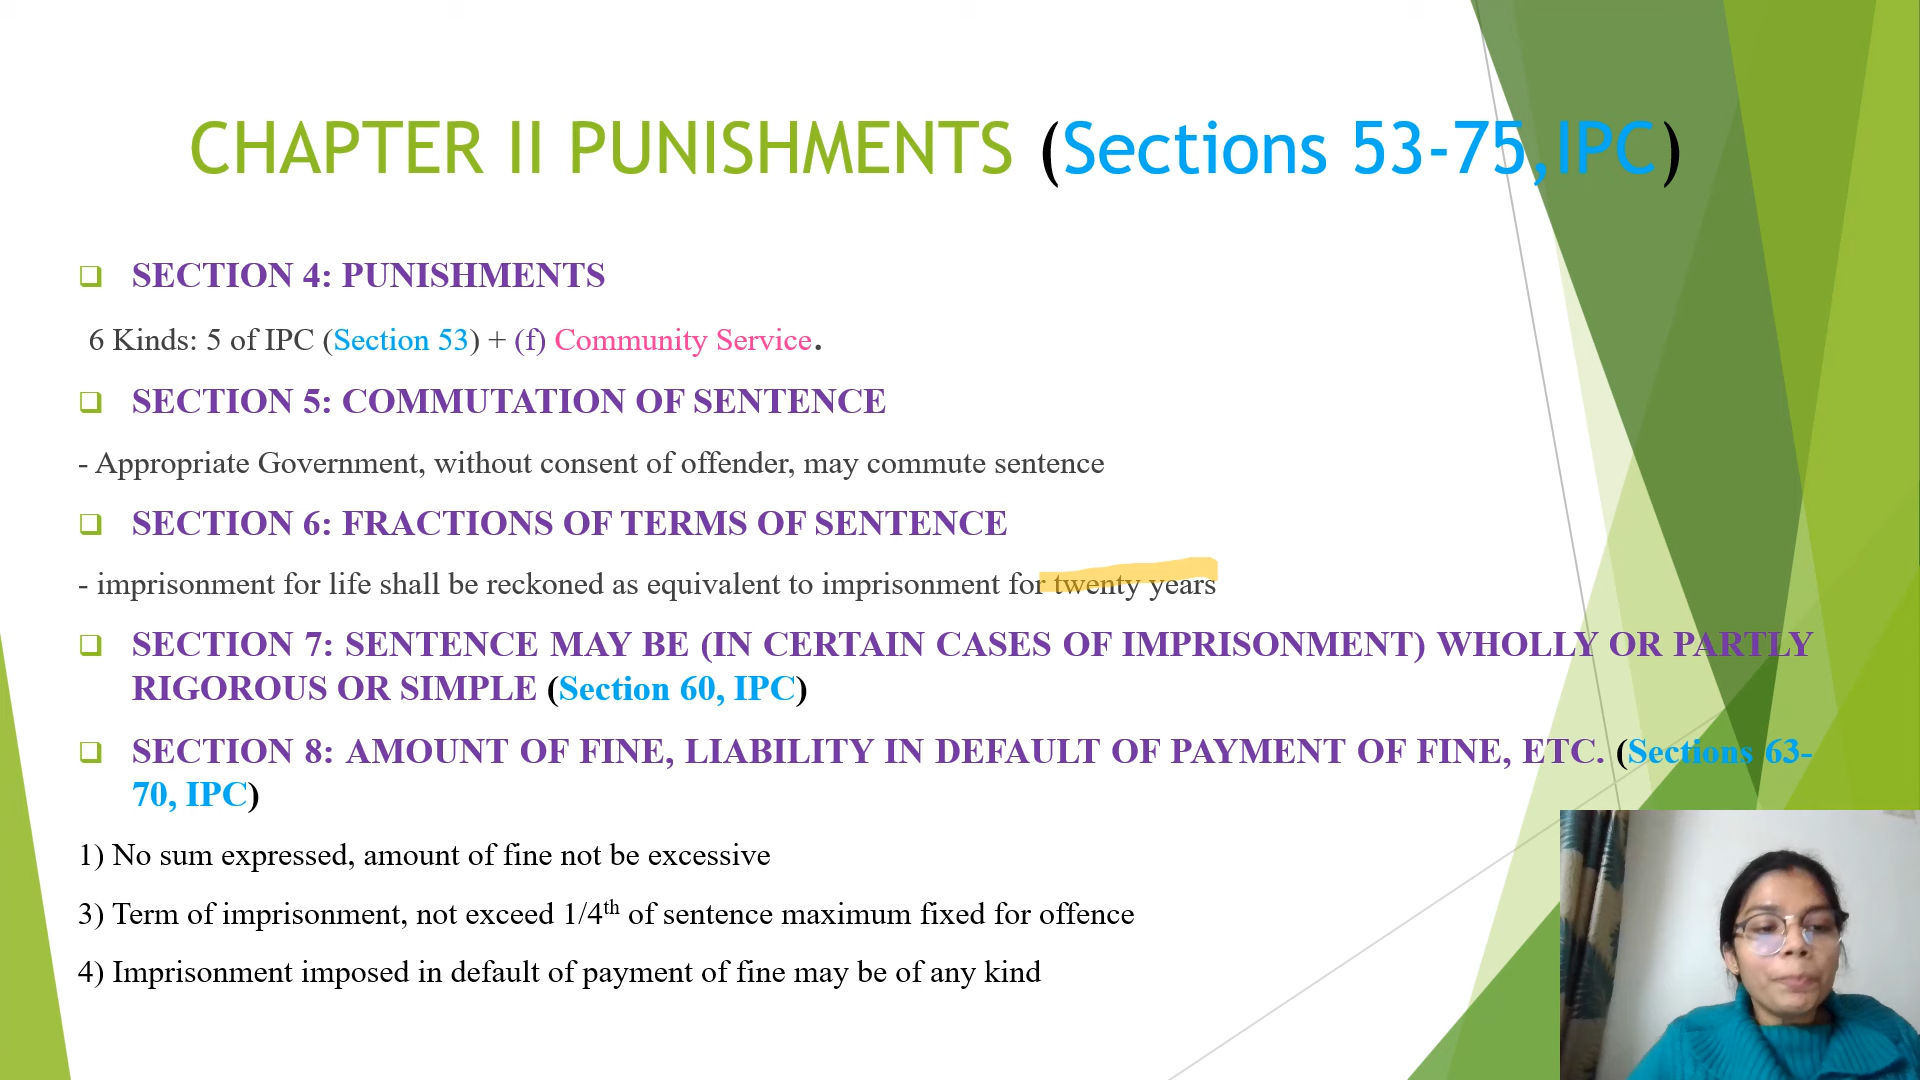 CHAPTER II PUNISHMENTS (Sections 53-75,IPC)
❑ SECTION 4: PUNISHMENTS
6 Kinds: 5 of IPC (Section 53) + (f) Community Service.
❑ SECTION 5: COMMUTATION OF SENTENCE
- Appropriate Government, without consent of offender, may commute sentence
❑ SECTION 6: FRACTIONS OF TERMS OF SENTENCE
- imprisonment for life shall be reckoned as equivalent to imprisonment for twenty years
❑ SECTION 7: SENTENCE MAY BE (IN CERTAIN CASES OF IMPRISONMENT) WHOLLY OR PARTLY
RIGOROUS OR SIMPLE (Section 60, IPC)
❑ SECTION 8: AMOUNT OF FINE, LIABILITY IN DEFAULT OF PAYMENT OF FINE, ETC. (Sections 63-
70, IPC)
1) No sum expressed, amount of fine not be excessive
3) Term of imprisonment, not exceed 1/4th of sentence maximum fixed for offence
4) Imprisonment imposed in default of payment of fine may be of any kind